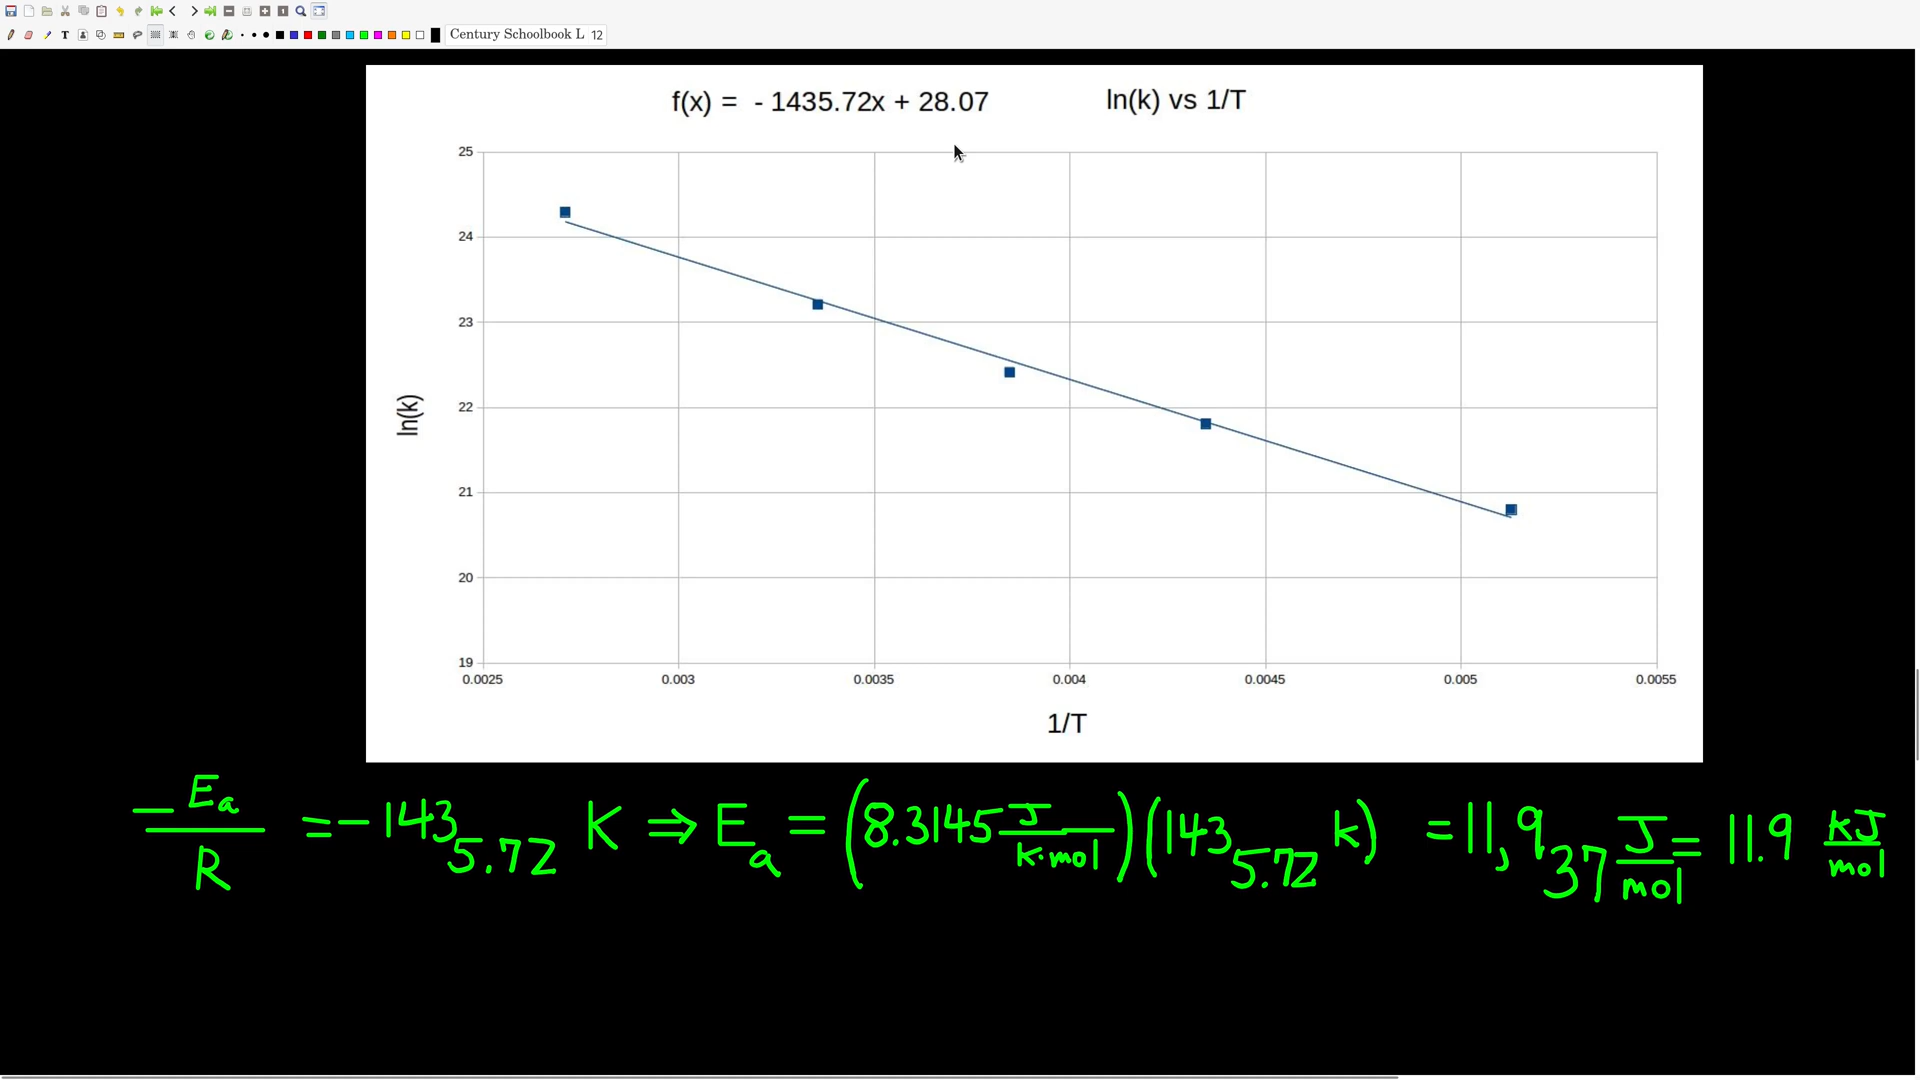 Century Schoolbook L 12
f(x) = - 1435.72x + 28.07
ln(k) vs 1/T
25
24
23
22
21
20
19
ln(k)
0.0025 0.003 0.0035 0.004 0.0045 0.005 0.0055
1/T
-Ea/R = -1435.72 K ⇒ Ea = (8.3145 J/K·mol)(1435.72 K) = 11,937 J/mol = 11.9 kJ/mol